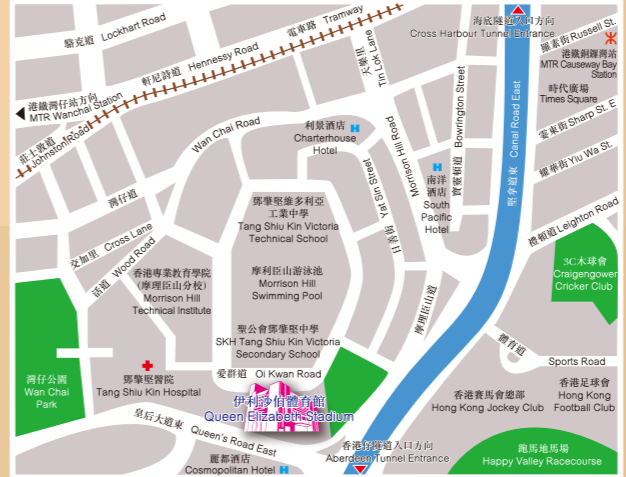 駱克道 Lockhart Road
電車路 Tramway
海底隧道入口方向
Cross Harbour Tunnel Entrance
羅素街 Russell St.
港鐵銅鑼灣站
MTR Causeway Bay
Station
時代廣場
Times Square
軒尼詩道 Hennessy Road
天樂里 Tin Lok Lane
港鐵灣仔站方向
MTR Wanchai Station
莊士敦道
Johnston Road
Wan Chai Road
灣仔道
利景酒店
Charterhouse
Hotel
Morrison Hill Road
摩理臣山道
寶靈頓道 Bowrington Street
堅拿道東 Canal Road East
霎東街 Sharp St. E
耀華街 Yiu Wa St.
南洋
酒店
South
Pacific
Hotel
日善街 Yat Sin Street
禮頓道 Leighton Road
鄧肇堅維多利亞
工業中學
Tang Shiu Kin Victoria
Technical School
交加里 Cross Lane
活道 Wood Road
香港專業教育學院
(摩理臣山分校)
Morrison Hill
Technical Institute
摩利臣山游泳池
Morrison Hill
Swimming Pool
3C木球會
Craigengower
Cricker Club
聖公會鄧肇堅中學
SKH Tang Shiu Kin Victoria
Secondary School
體育道
Sports Road
灣仔公園
Wan Chai
Park
鄧肇堅醫院
Tang Shiu Kin Hospital
愛群道 Oi Kwan Road
伊利沙伯體育館
Queen Elizabeth Stadium
香港賽馬會總部
Hong Kong Jockey Club
香港足球會
Hong Kong
Football Club
皇后大道東 Queen's Road East
香港仔隧道入口方向
Aberdeen Tunnel Entrance
跑馬地馬場
Happy Valley Racecourse
麗都酒店
Cosmopolitan Hotel